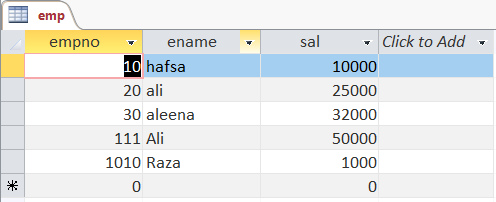 emp
empno ename sal Click to Add
10 hafsa 10000
20 ali 25000
30 aleena 32000
111 Ali 50000
1010 Raza 1000
0 0